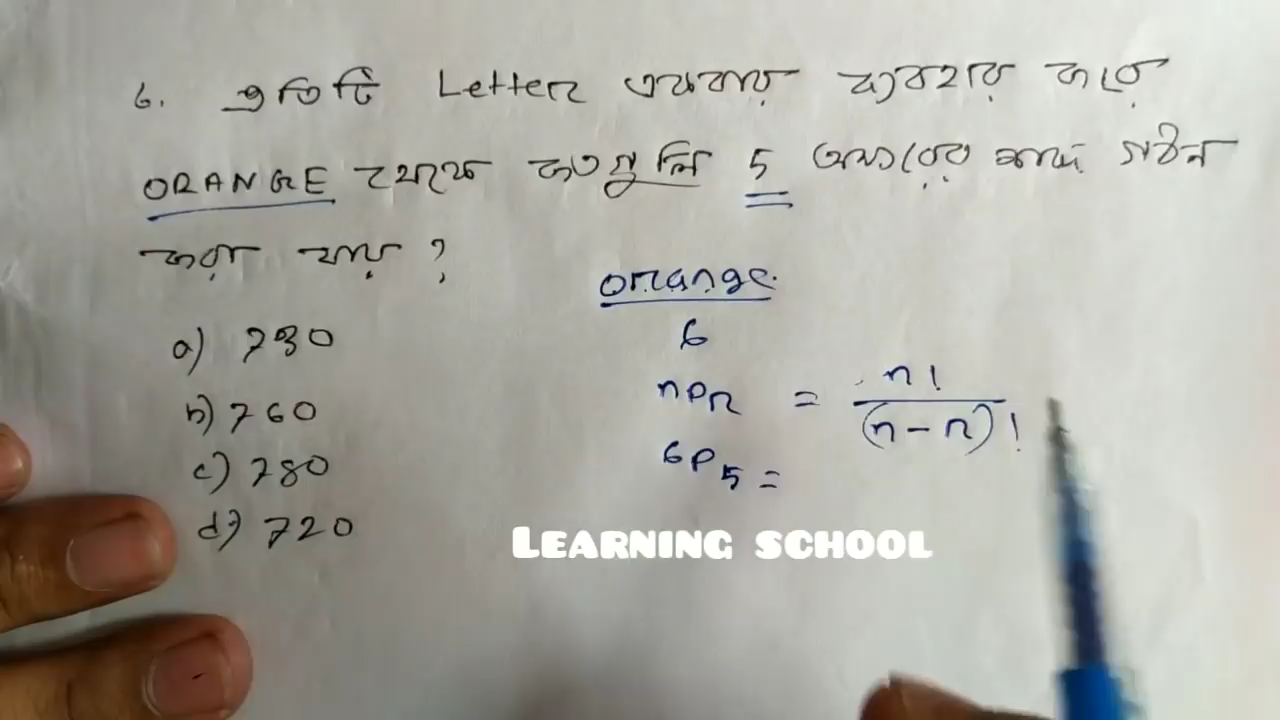 6. প্রতিটি Letter একবার ব্যবহার করে
ORANGE থেকে কতগুলি 5 অক্ষরের শব্দ গঠন
করা যায় ?
a) 730
b) 760
c) 780
d) 720
orange.
6
nPr = n! / (n-r)!
6P5 =
LEARNING SCHOOL